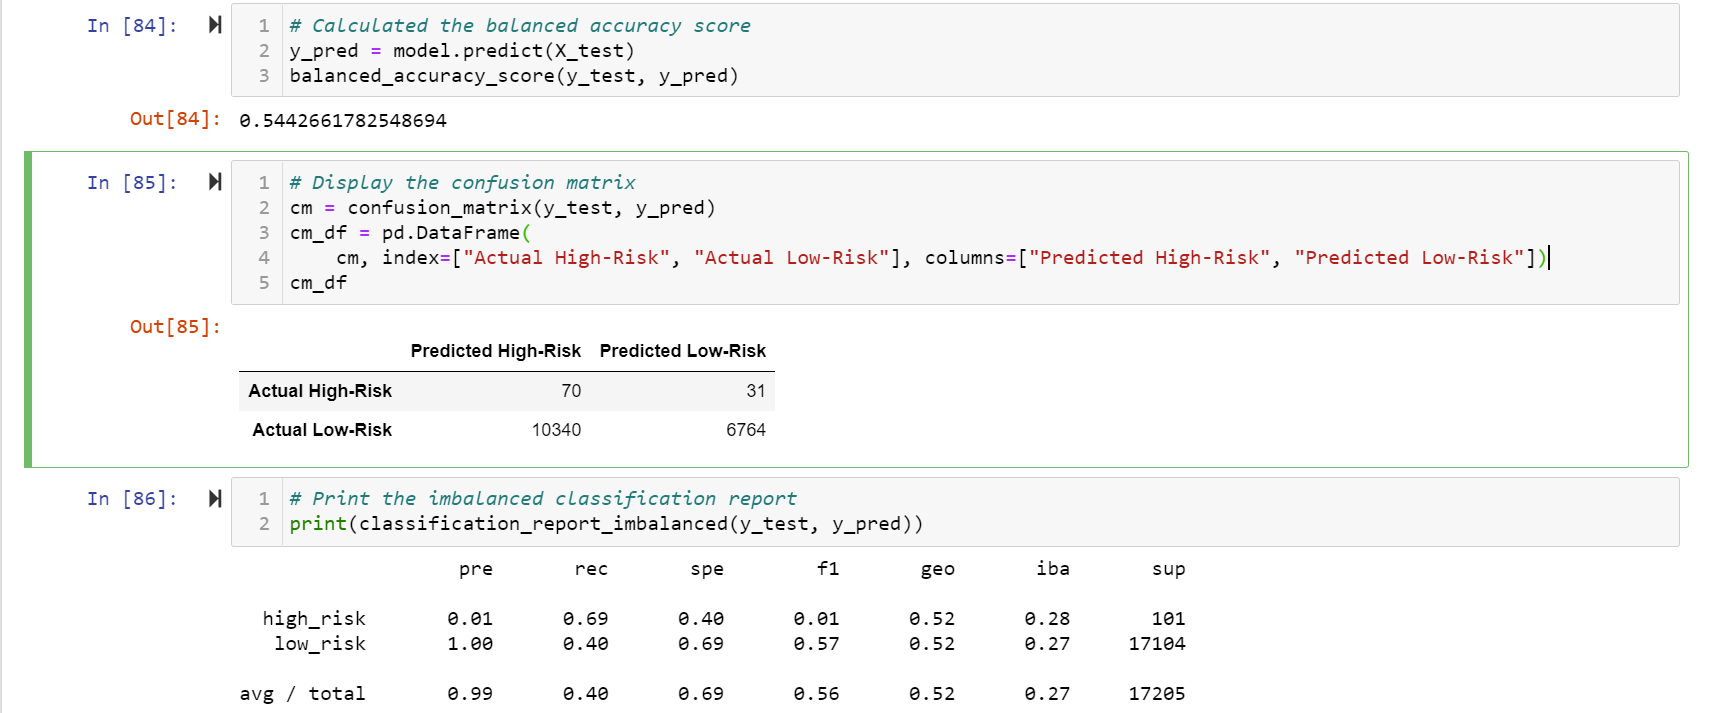 In [84]:
1 # Calculated the balanced accuracy score
2 y_pred = model.predict(X_test)
3 balanced_accuracy_score(y_test, y_pred)
Out[84]: 0.5442661782548694
In [85]:
1 # Display the confusion matrix
2 cm = confusion_matrix(y_test, y_pred)
3 cm_df = pd.DataFrame(
4     cm, index=["Actual High-Risk", "Actual Low-Risk"], columns=["Predicted High-Risk", "Predicted Low-Risk"])
5 cm_df
Out[85]:
Predicted High-Risk Predicted Low-Risk
Actual High-Risk 70 31
Actual Low-Risk 10340 6764
In [86]:
1 # Print the imbalanced classification report
2 print(classification_report_imbalanced(y_test, y_pred))
pre rec spe f1 geo iba sup
high_risk 0.01 0.69 0.40 0.01 0.52 0.28 101
low_risk 1.00 0.40 0.69 0.57 0.52 0.27 17104
avg / total 0.99 0.40 0.69 0.56 0.52 0.27 17205